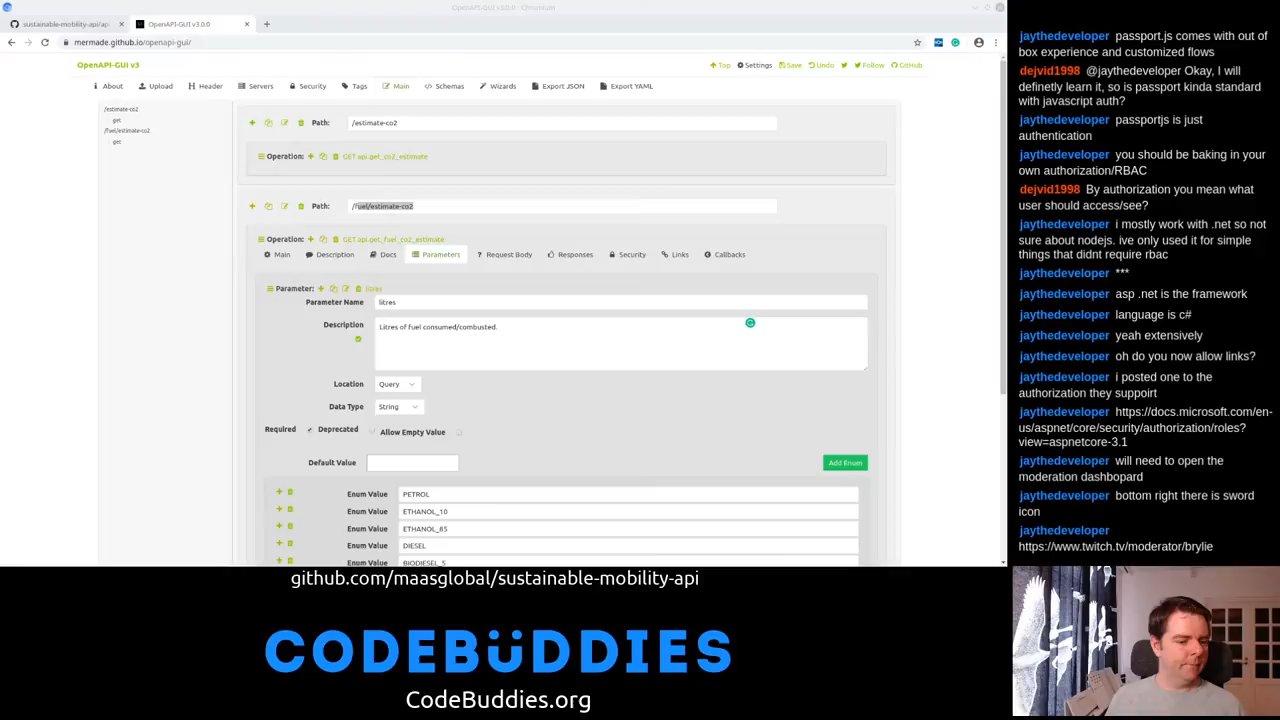 OpenAPI-GUI v3.0.0 - Chromium
sustainable-mobility-api/ap
OpenAPI-GUI v3.0.0
mermade.github.io/openapi-gui/
OpenAPI-GUI v3
Top Settings Save Undo Follow GitHub
About Upload Header Servers Security Tags Main Schemas Wizards Export JSON Export YAML
/estimate-co2
get
/fuel/estimate-co2
get
Path: /estimate-co2
Operation: GET api.get_co2_estimate
Path: /fuel/estimate-co2
Operation: GET api.get_fuel_co2_estimate
Main Description Docs Parameters Request Body Responses Security Links Callbacks
Parameter: litres
Parameter Name litres
Description Litres of fuel consumed/combusted.
Location Query
Data Type String
Required Deprecated Allow Empty Value
Default Value Add Enum
Enum Value PETROL
Enum Value ETHANOL_10
Enum Value ETHANOL_85
Enum Value DIESEL
Enum Value BIODIESEL_5
jaythedeveloper passport.js comes with out of
box experience and customized flows
dejvid1998 @jaythedeveloper Okay, I will
definetly learn it, so is passport kinda standard
with javascript auth?
jaythedeveloper passportjs is just
authentication
jaythedeveloper you should be baking in your
own authorization/RBAC
dejvid1998 By authorization you mean what
user should access/see?
jaythedeveloper i mostly work with .net so not
sure about nodejs. ive only used it for simple
things that didnt require rbac
jaythedeveloper ***
jaythedeveloper asp .net is the framework
jaythedeveloper language is c#
jaythedeveloper yeah extensively
jaythedeveloper oh do you now allow links?
jaythedeveloper i posted one to the
authorization they suppoirt
jaythedeveloper https://docs.microsoft.com/en-
us/aspnet/core/security/authorization/roles?
view=aspnetcore-3.1
jaythedeveloper will need to open the
moderation dashbopard
jaythedeveloper bottom right there is sword
icon
jaythedeveloper
https://www.twitch.tv/moderator/brylie
github.com/maasglobal/sustainable-mobility-api
CODEBÜDDIES
CodeBuddies.org